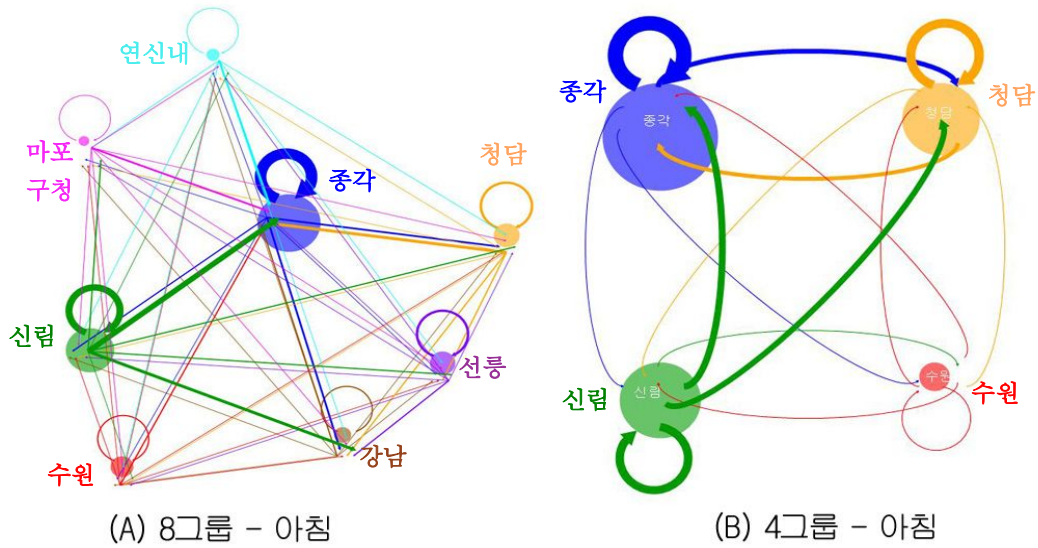 연신내
마포
구청
종각
청담
신림
선릉
수원
강남
(A) 8그룹 - 아침
종각
종각
청담
청담
신림
신림
수원
수원
(B) 4그룹 - 아침